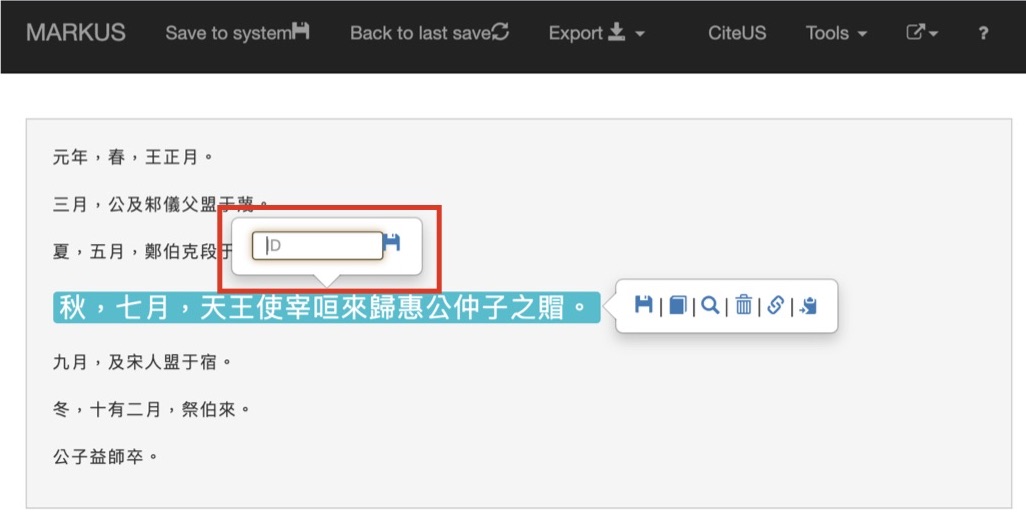 MARKUS Save to system Back to last save Export CiteUS Tools ?
元年，春，王正月。
三月，公及邾儀父盟于蔑。
夏，五月，鄭伯克段于
ID
秋，七月，天王使宰咺來歸惠公仲子之賵。
九月，及宋人盟于宿。
冬，十有二月，祭伯來。
公子益師卒。